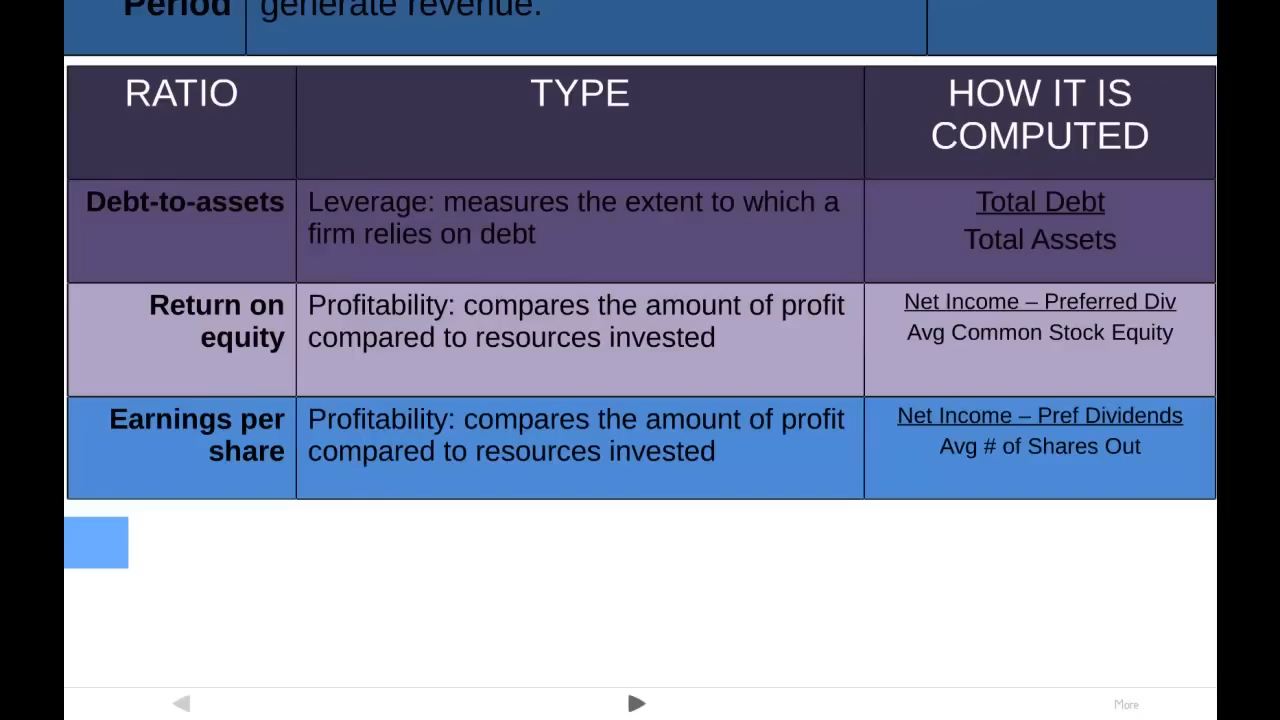 Period
generate revenue.
RATIO
TYPE
HOW IT IS
COMPUTED
Debt-to-assets
Leverage: measures the extent to which a
firm relies on debt
Total Debt
Total Assets
Return on
equity
Profitability: compares the amount of profit
compared to resources invested
Net Income – Preferred Div
Avg Common Stock Equity
Earnings per
share
Profitability: compares the amount of profit
compared to resources invested
Net Income – Pref Dividends
Avg # of Shares Out
More